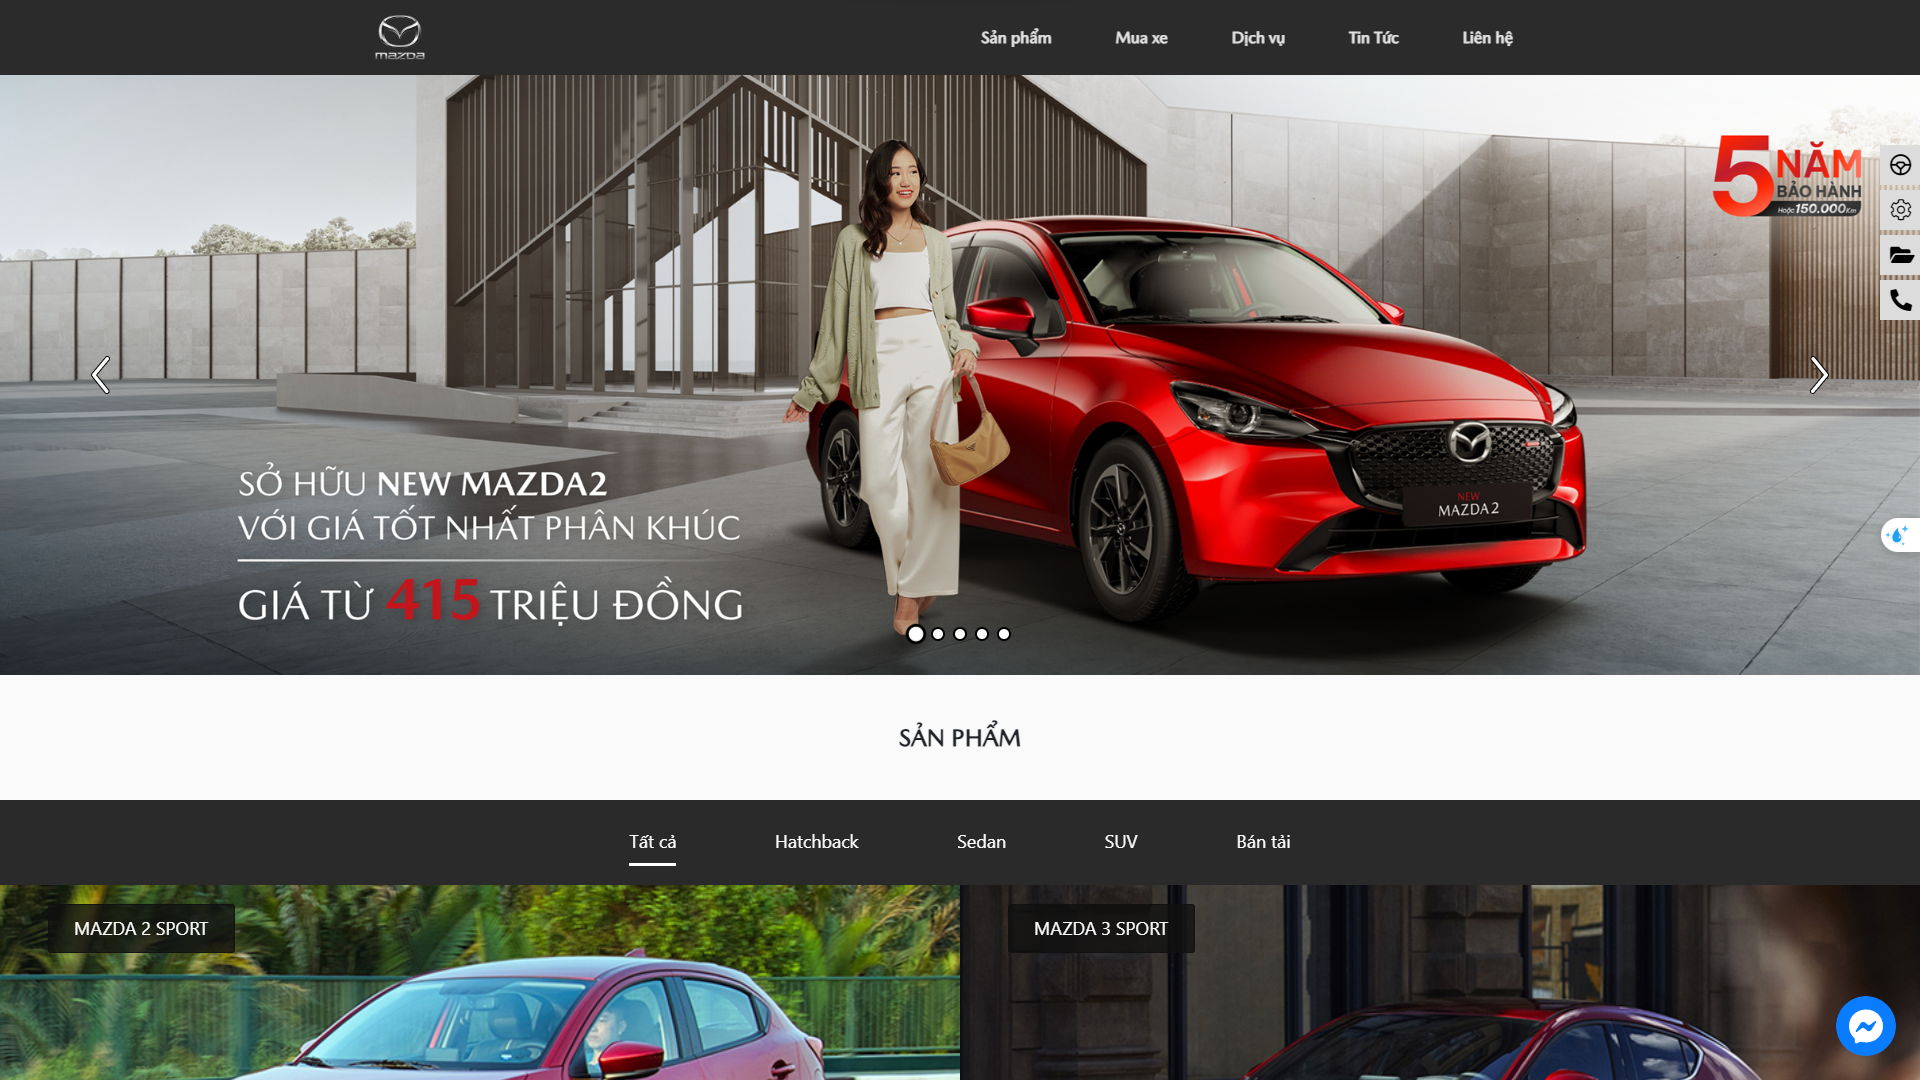 mazda
Sản phẩm
Mua xe
Dịch vụ
Tin Tức
Liên hệ
5 NĂM
BẢO HÀNH
Hoặc 150.000 Km
SỞ HỮU NEW MAZDA2
VỚI GIÁ TỐT NHẤT PHÂN KHÚC
GIÁ TỪ 415 TRIỆU ĐỒNG
NEW
MAZDA2
SẢN PHẨM
Tất cả
Hatchback
Sedan
SUV
Bán tải
MAZDA 2 SPORT
MAZDA 3 SPORT